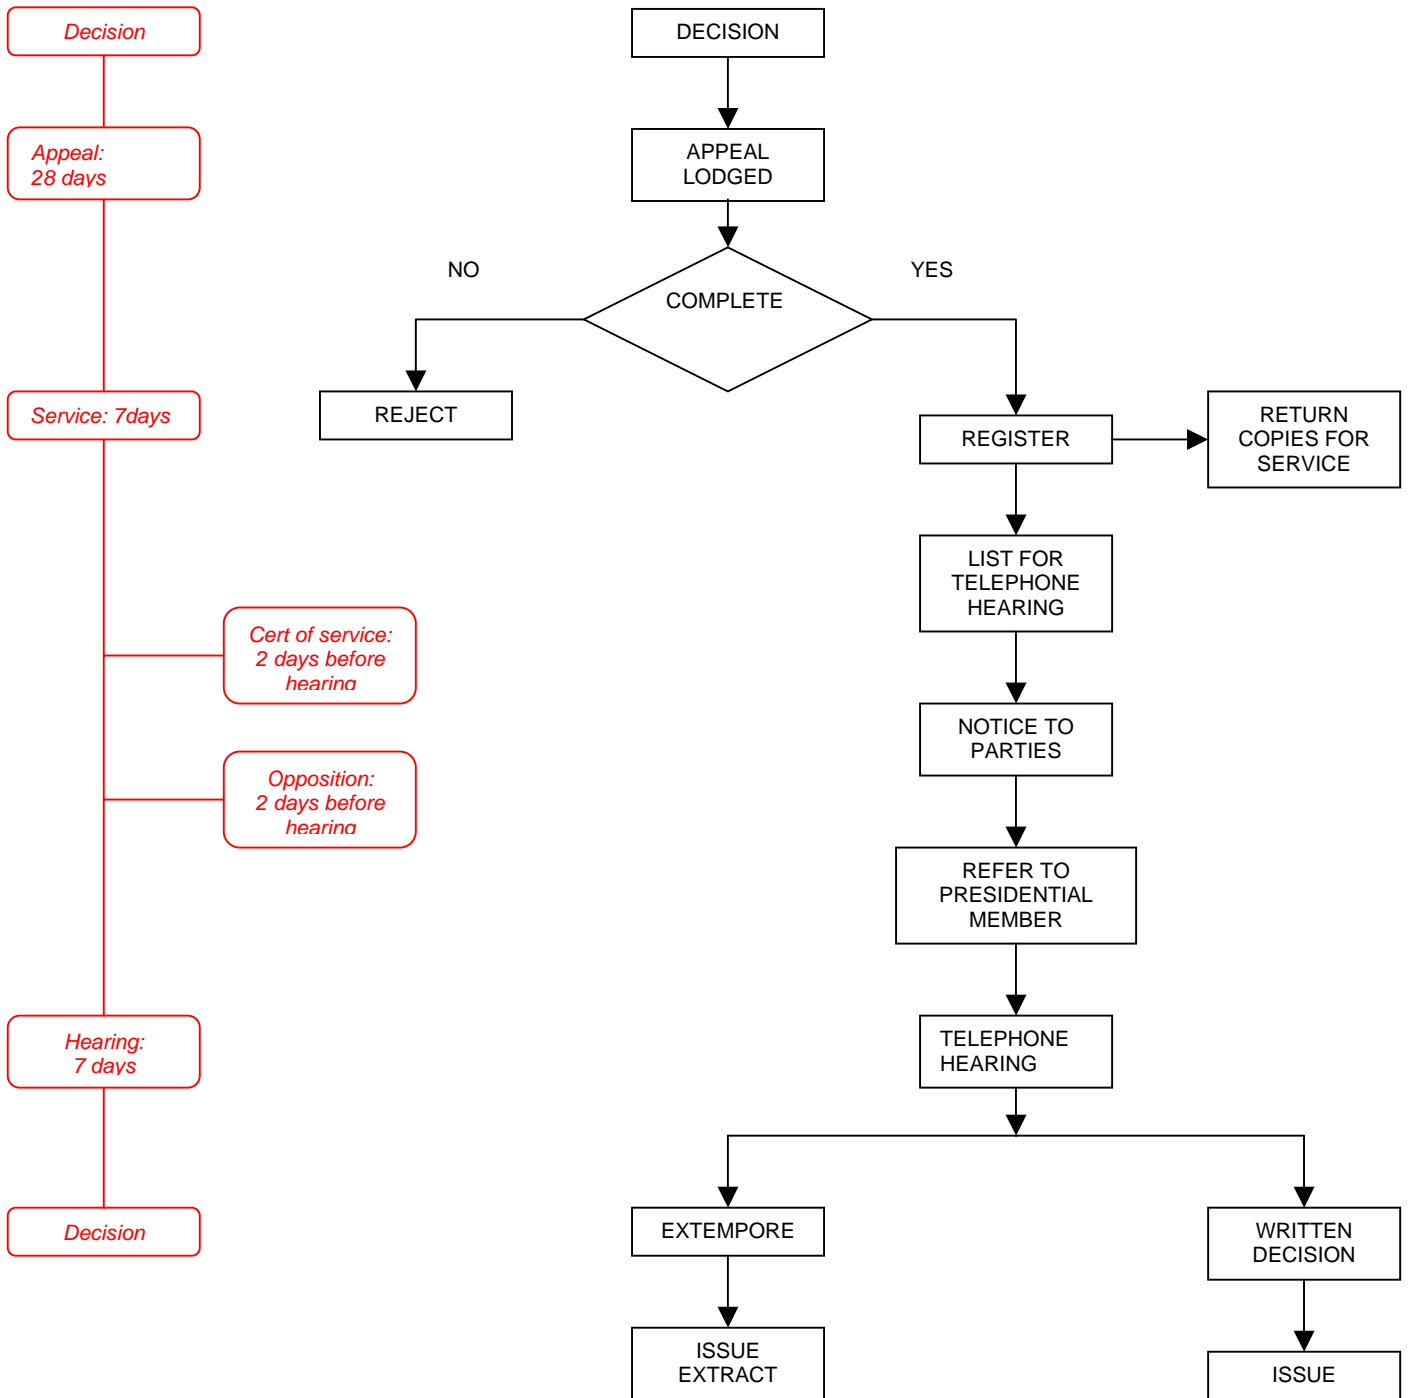 Decision
DECISION
Appeal:
28 days
APPEAL
LODGED
NO
YES
COMPLETE
Service: 7days
REJECT
REGISTER
RETURN
COPIES FOR
SERVICE
LIST FOR
TELEPHONE
HEARING
Cert of service:
2 days before
hearing
NOTICE TO
PARTIES
Opposition:
2 days before
hearing
REFER TO
PRESIDENTIAL
MEMBER
Hearing:
7 days
TELEPHONE
HEARING
Decision
EXTEMPORE
WRITTEN
DECISION
ISSUE
EXTRACT
ISSUE